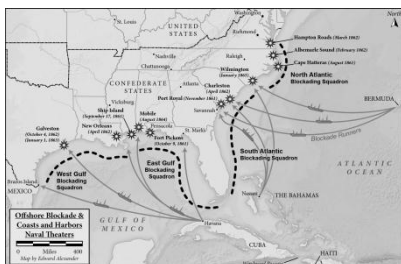 Washington
St. Louis
UNITED
STATES
Richmond
Hampton Roads (March 1862)
Albemarle Sound (February 1862)
Cape Hatteras (August 1861)
Nashville
Raleigh
Chattanooga
Wilmington
(January 1865)
North Atlantic
Blockading Squadron
CONFEDERATE
STATES
Charleston
(April 1863)
Port Royal (November 1861)
Savannah
Vicksburg
Ship Island
(September 17, 1861)
Mobile
(August 1864)
New Orleans
(April 1862)
Pensacola
Fort Pickens
(October 9, 1861)
St. Marks
Galveston
(October 4, 1862)
(January 1, 1863)
BERMUDA
Blockade Runners
South Atlantic
Blockading Squadron
ATLANTIC
OCEAN
East Gulf
Blockading
Squadron
West Gulf
Blockading
Squadron
Brazos Island
MEXICO
Nassau
THE BAHAMAS
Offshore Blockade &
Coasts and Harbors
Naval Theaters
0 Miles 400
Map by Edward Alexander
GULF OF
MEXICO
Havana
CUBA
HAITI
North